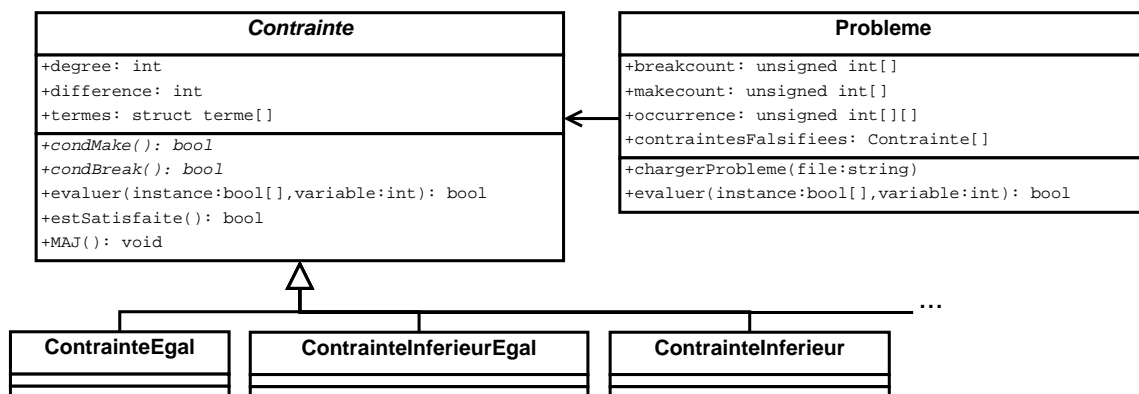 Contrainte
+degree: int
+difference: int
+termes: struct terme[]
+condMake(): bool
+condBreak(): bool
+evaluer(instance:bool[],variable:int): bool
+estSatisfaite(): bool
+MAJ(): void
Probleme
+breakcount: unsigned int[]
+makecount: unsigned int[]
+occurrence: unsigned int[][]
+contraintesFalsifiees: Contrainte[]
+chargerProbleme(file:string)
+evaluer(instance:bool[],variable:int): bool
...
ContrainteEgal
ContrainteInferieurEgal
ContrainteInferieur